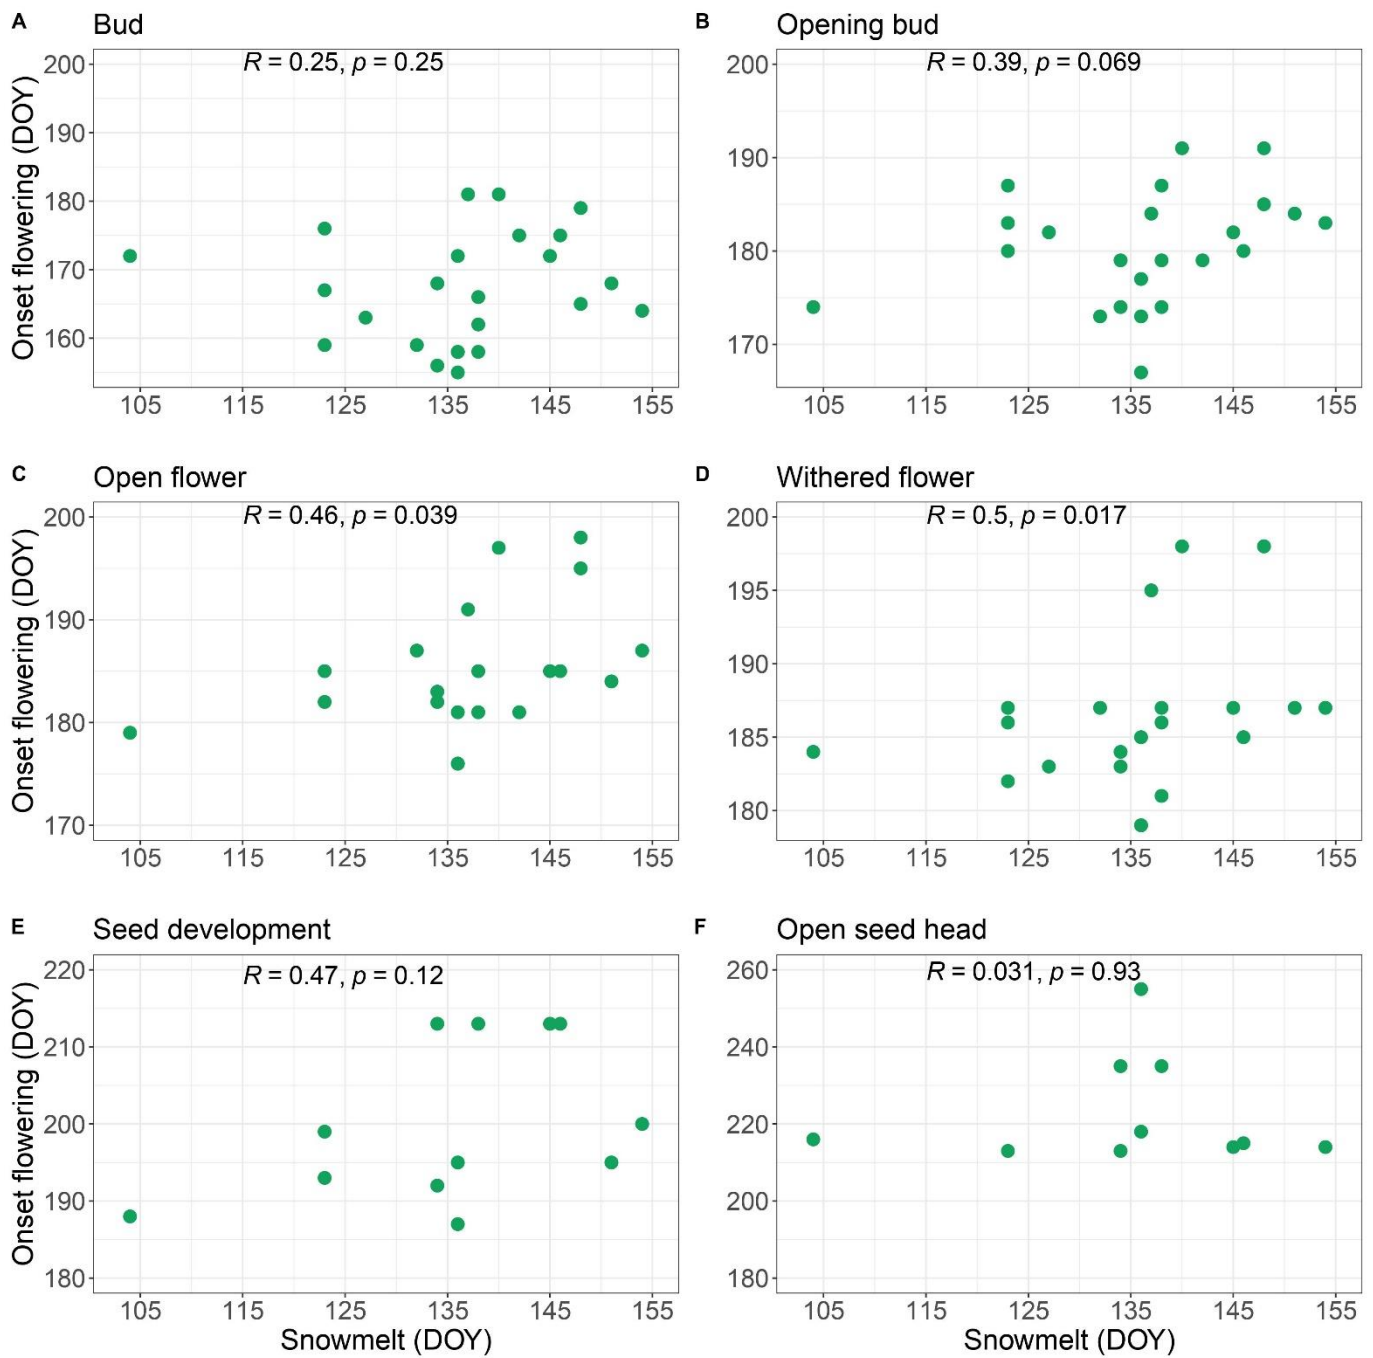 A Bud
R = 0.25, p = 0.25
Onset flowering (DOY)
200
190
180
170
160
105 115 125 135 145 155
B Opening bud
R = 0.39, p = 0.069
200
190
180
170
105 115 125 135 145 155
C Open flower
R = 0.46, p = 0.039
Onset flowering (DOY)
200
190
180
170
105 115 125 135 145 155
D Withered flower
R = 0.5, p = 0.017
200
195
190
185
180
105 115 125 135 145 155
E Seed development
R = 0.47, p = 0.12
Onset flowering (DOY)
220
210
200
190
180
105 115 125 135 145 155
Snowmelt (DOY)
F Open seed head
R = 0.031, p = 0.93
260
240
220
200
180
105 115 125 135 145 155
Snowmelt (DOY)